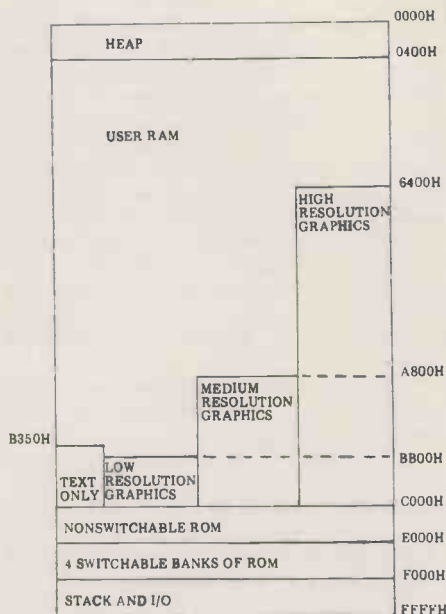 0000H
HEAP
0400H
USER RAM
6400H
HIGH
RESOLUTION
GRAPHICS
A800H
MEDIUM
RESOLUTION
GRAPHICS
B350H
BB00H
TEXT
ONLY
LOW
RESOLUTION
GRAPHICS
C000H
NONSWITCHABLE ROM
E000H
4 SWITCHABLE BANKS OF ROM
F000H
STACK AND I/O
FFFFH